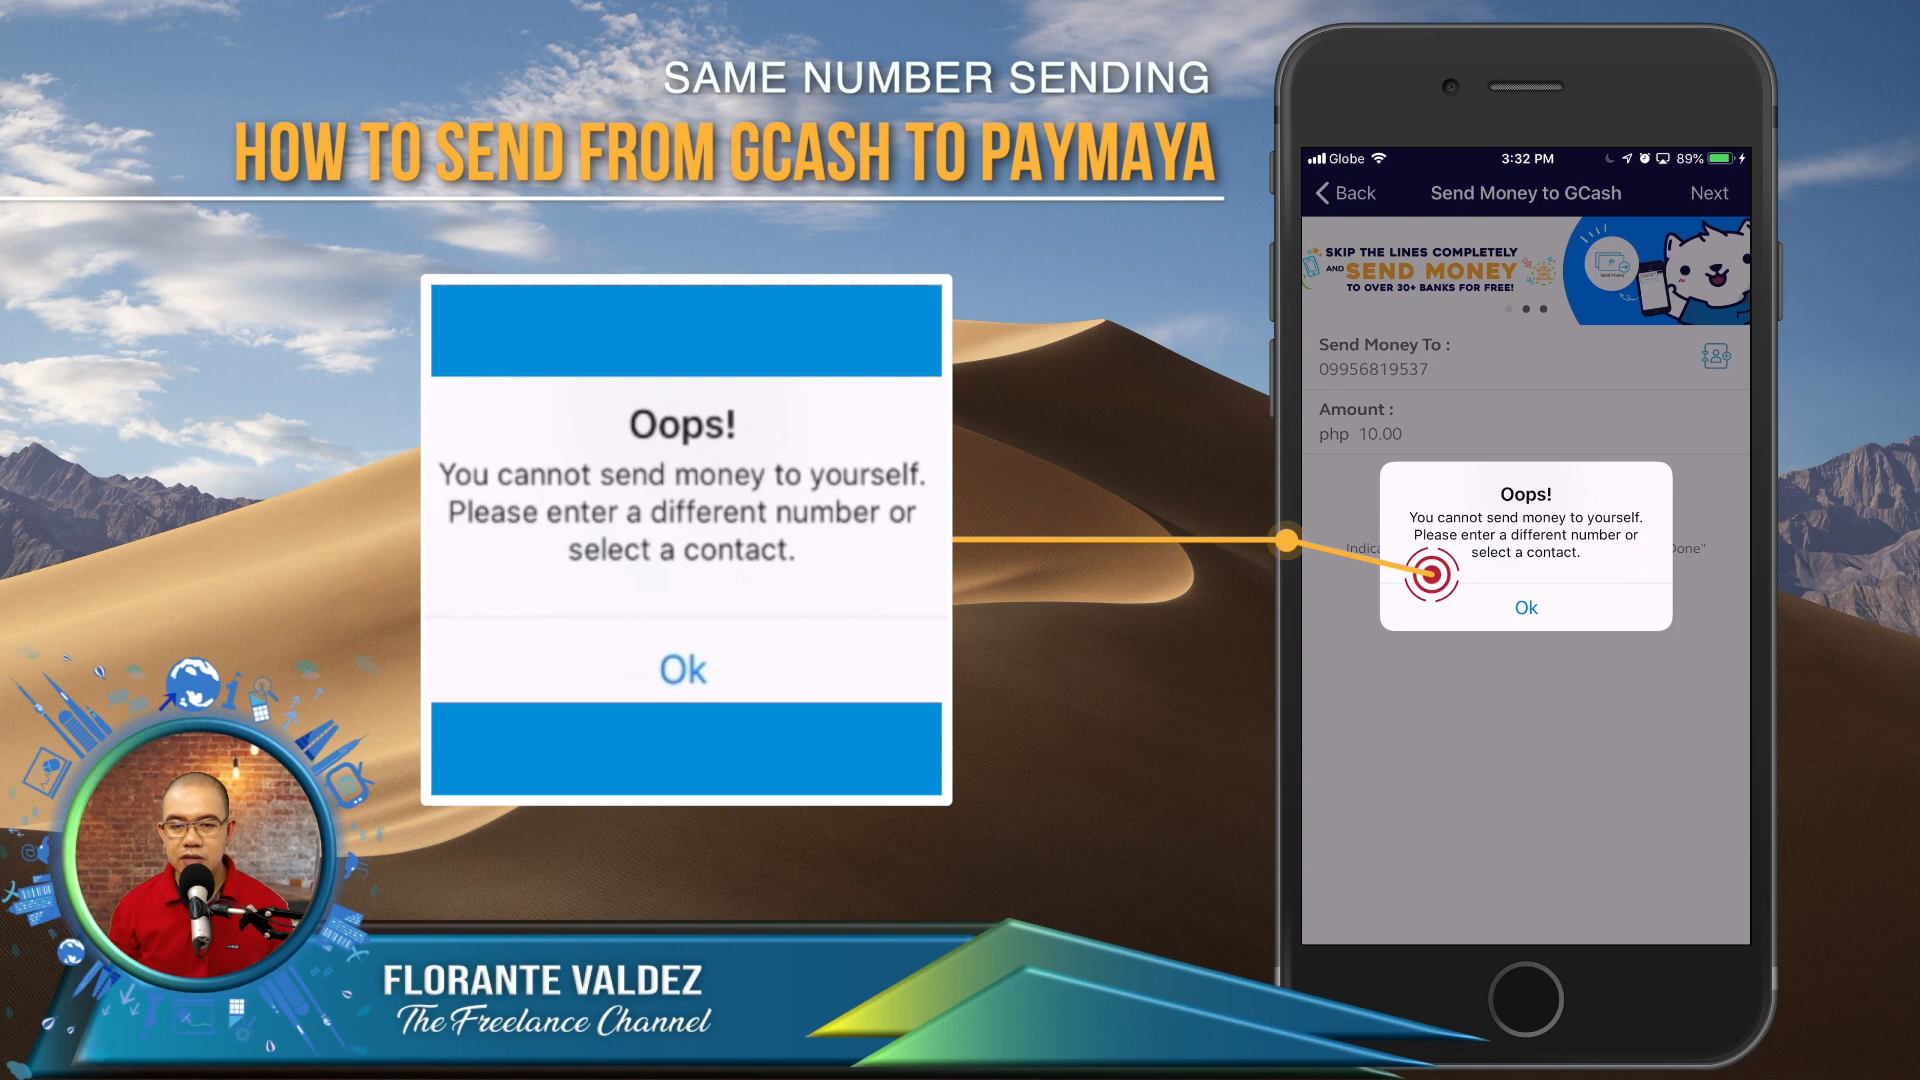 SAME NUMBER SENDING
HOW TO SEND FROM GCASH TO PAYMAYA
Oops!
You cannot send money to yourself.
Please enter a different number or
select a contact.
Ok
Globe 3:32 PM 89%
Back Send Money to GCash Next
SKIP THE LINES COMPLETELY
AND SEND MONEY
TO OVER 30+ BANKS FOR FREE!
Send Money To :
09956819537
Amount :
php 10.00
Oops!
You cannot send money to yourself.
Please enter a different number or
select a contact.
Ok
FLORANTE VALDEZ
The Freelance Channel